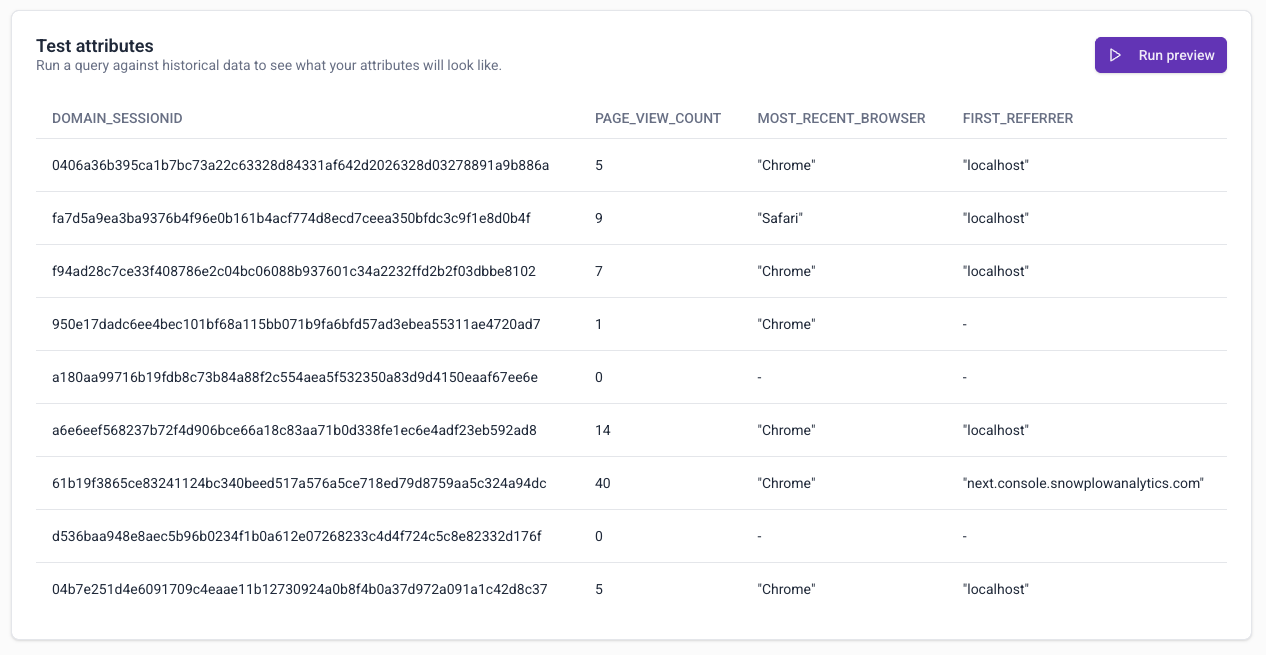 Test attributes
Run a query against historical data to see what your attributes will look like.
Run preview
DOMAIN_SESSIONID PAGE_VIEW_COUNT MOST_RECENT_BROWSER FIRST_REFERRER
0406a36b395ca1b7bc73a22c63328d84331af642d2026328d03278891a9b886a 5 "Chrome" "localhost"
fa7d5a9ea3ba9376b4f96e0b161b4acf774d8ecd7ceea350bfdc3c9f1e8d0b4f 9 "Safari" "localhost"
f94ad28c7ce33f408786e2c04bc06088b937601c34a2232ffd2b2f03dbbe8102 7 "Chrome" "localhost"
950e17dadc6ee4bec101bf68a115bb071b9fa6bfd57ad3ebea55311ae4720ad7 1 "Chrome" -
a180aa99716b19fdb8c73b84a88f2c554aea5f532350a83d9d4150eaaf67ee6e 0 - -
a6e6eef568237b72f4d906bce66a18c83aa71b0d338fe1ec6e4adf23eb592ad8 14 "Chrome" "localhost"
61b19f3865ce83241124bc340beed517a576a5ce718ed79d8759aa5c324a94dc 40 "Chrome" "next.console.snowplowanalytics.com"
d536baa948e8aec5b96b0234f1b0a612e07268233c4d4f724c5c8e82332d176f 0 - -
04b7e251d4e6091709c4eaae11b12730924a0b8f4b0a37d972a091a1c42d8c37 5 "Chrome" "localhost"